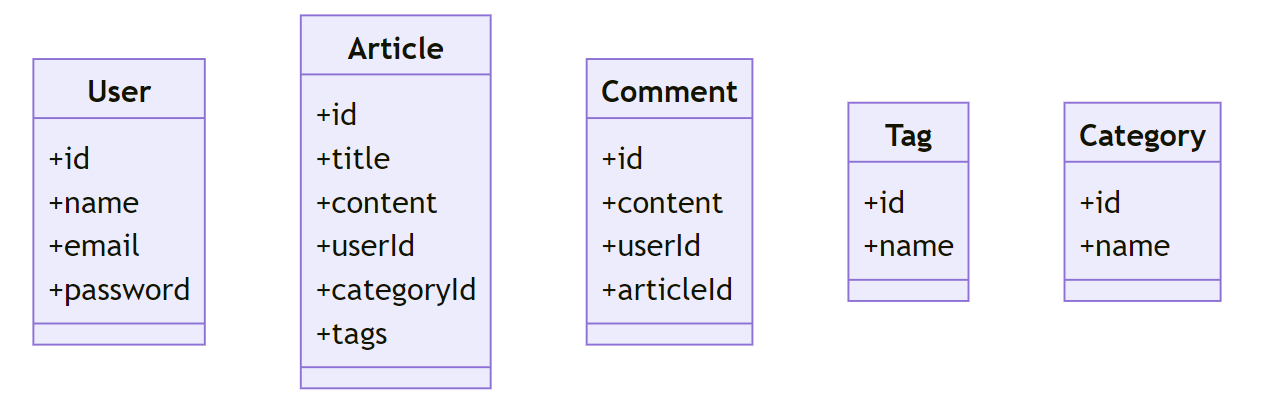 User
+id
+name
+email
+password
Article
+id
+title
+content
+userId
+categoryId
+tags
Comment
+id
+content
+userId
+articleId
Tag
+id
+name
Category
+id
+name